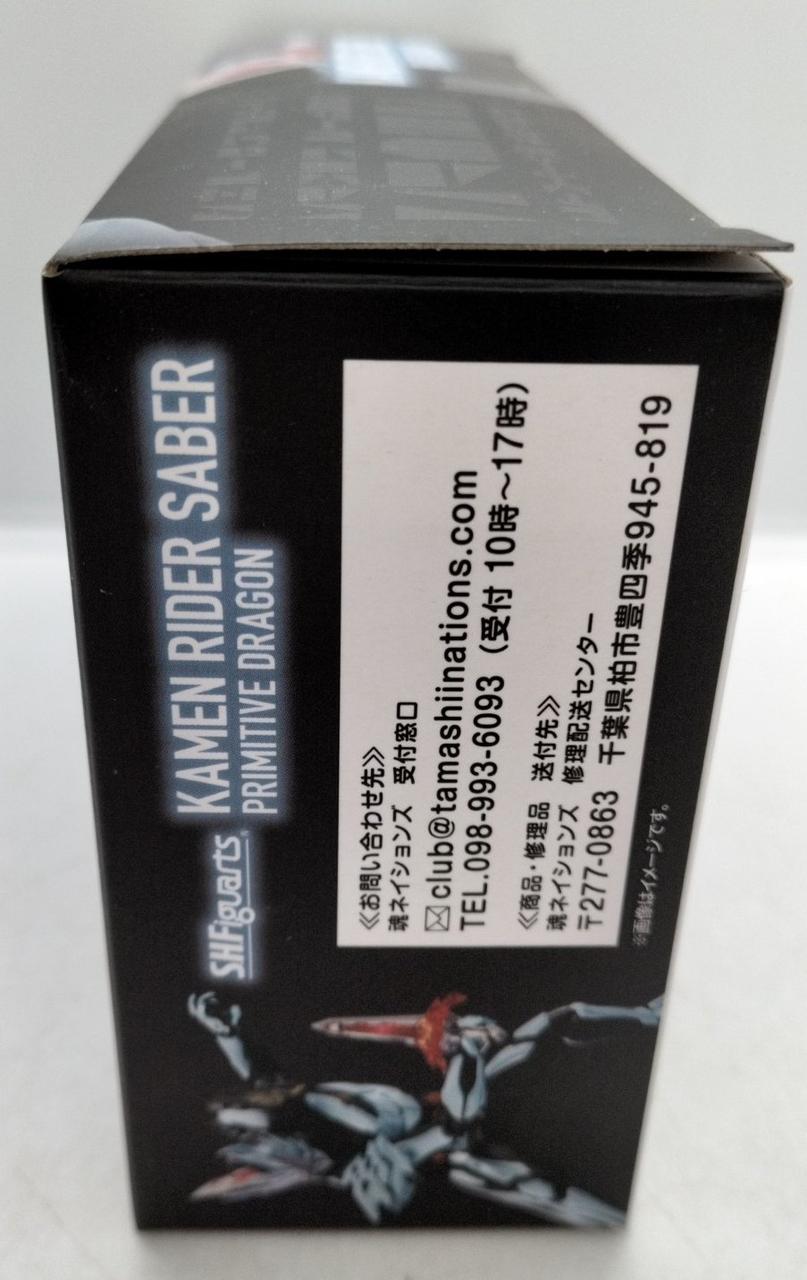 S.H.Figuarts
KAMEN RIDER SABER
PRIMITIVE DRAGON
≪お問い合わせ先≫
魂ネイションズ 受付窓口
✉club@tamashiinations.com
TEL.098-993-6093（受付 10時〜17時）
≪商品・修理品 送付先≫
魂ネイションズ 修理配送センター
〒277-0863 千葉県柏市豊四季945-819
※画像はイメージです。